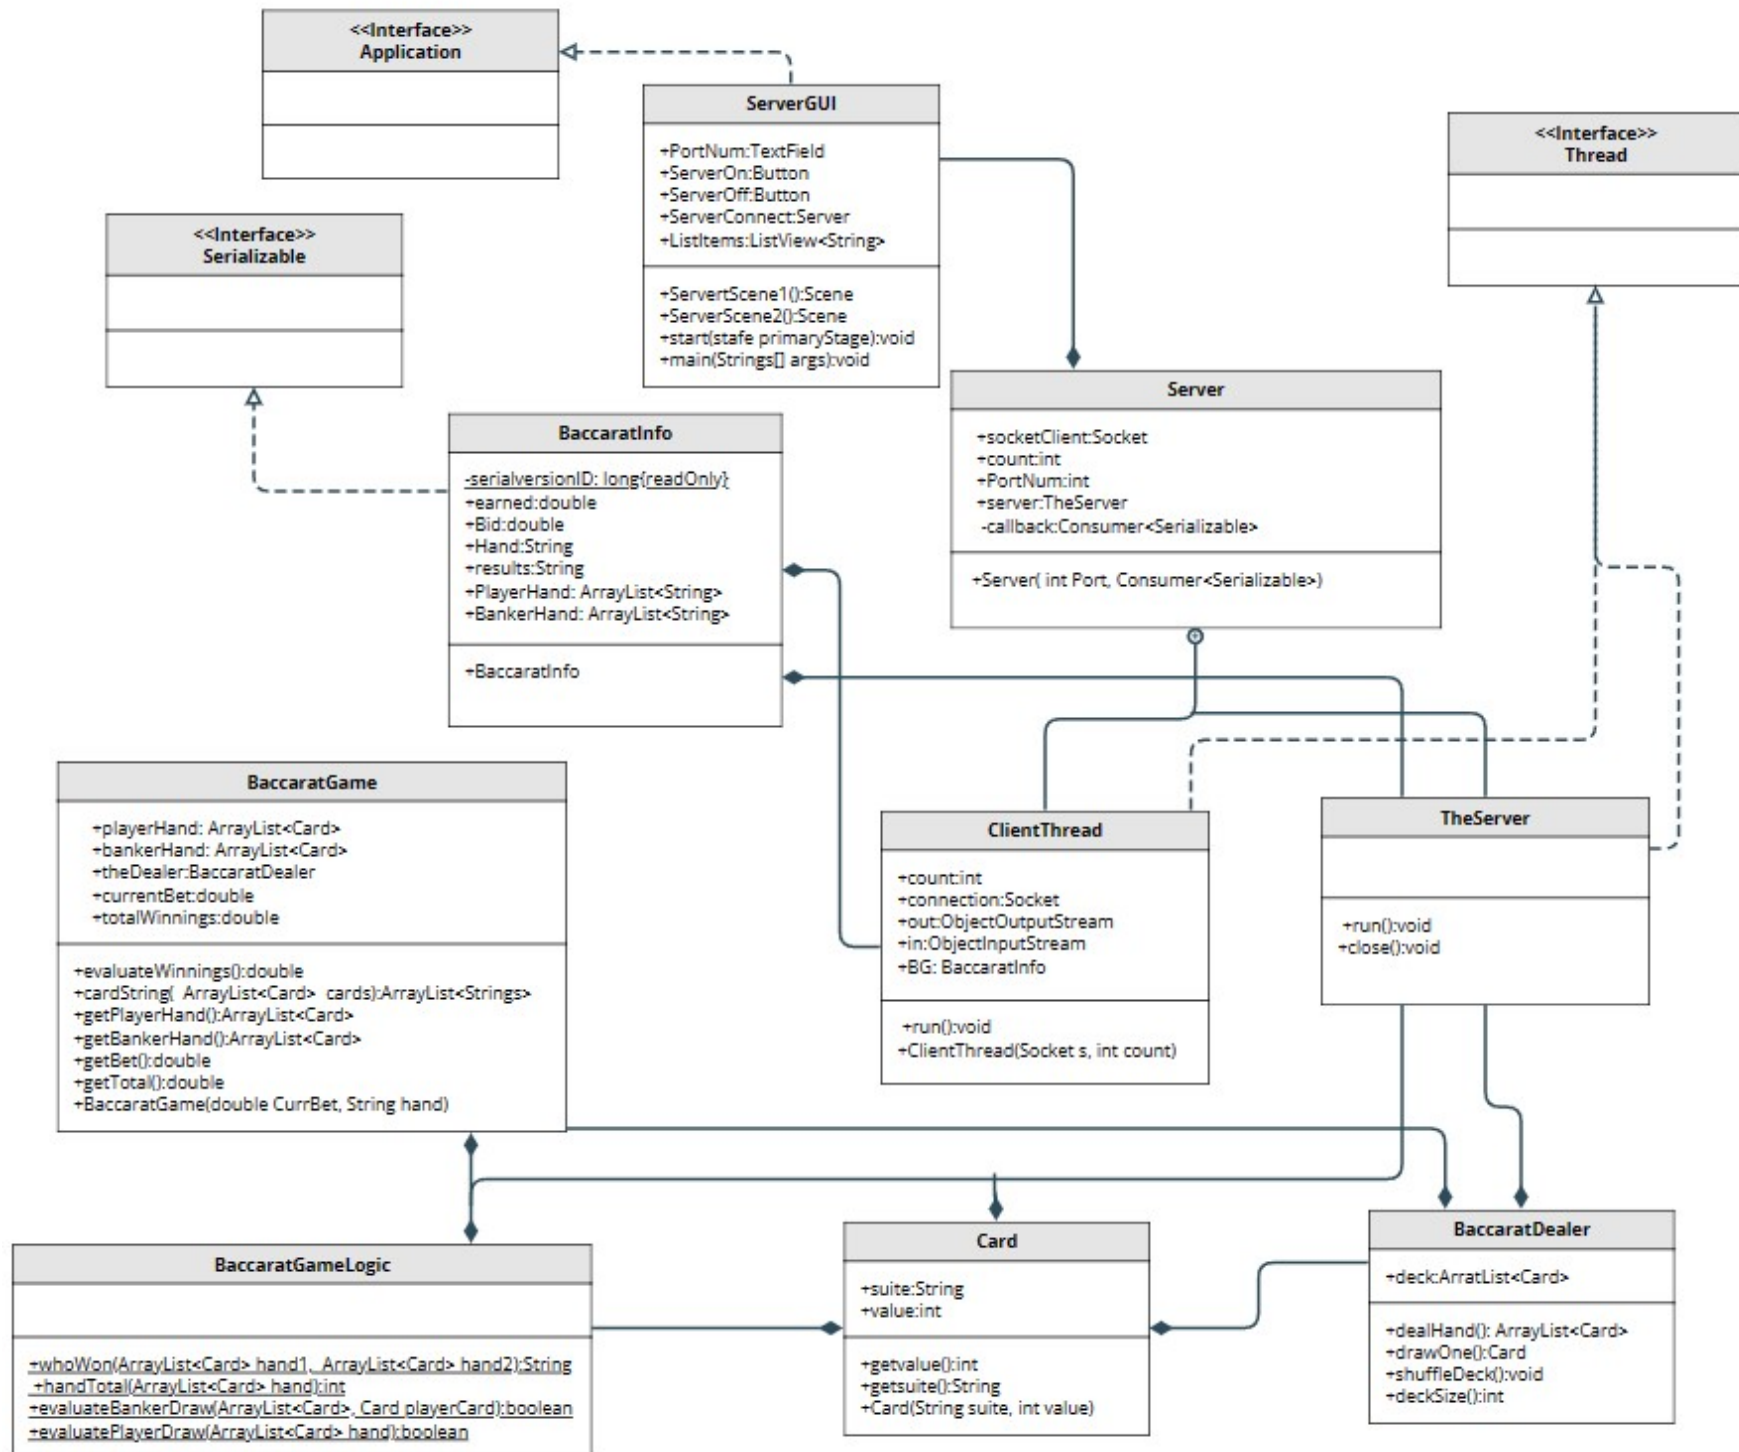 <<Interface>>
Application
ServerGUI
+PortNum:TextField
+ServerOn:Button
+ServerOff:Button
+ServerConnect:Server
+ListItems:ListView<String>
+ServertScene1():Scene
+ServerScene2():Scene
+start(stafe primaryStage):void
+main(Strings[] args):void
<<Interface>>
Thread
<<Interface>>
Serializable
Server
+socketClient:Socket
+count:int
+PortNum:int
+server:TheServer
-callback:Consumer<Serializable>
+Server( int Port, Consumer<Serializable>)
BaccaratInfo
-serialversionID: long{readOnly}
+earned:double
+Bid:double
+Hand:String
+results:String
+PlayerHand: ArrayList<String>
+BankerHand: ArrayList<String>
+BaccaratInfo
BaccaratGame
+playerHand: ArrayList<Card>
+bankerHand: ArrayList<Card>
+theDealer:BaccaratDealer
+currentBet:double
+totalWinnings:double
+evaluateWinnings():double
+cardString( ArrayList<Card> cards):ArrayList<Strings>
+getPlayerHand():ArrayList<Card>
+getBankerHand():ArrayList<Card>
+getBet():double
+getTotal():double
+BaccaratGame(double CurrBet, String hand)
ClientThread
+count:int
+connection:Socket
+out:ObjectOutputStream
+in:ObjectInputStream
+BG: BaccaratInfo
+run():void
+ClientThread(Socket s, int count)
TheServer
+run():void
+close():void
BaccaratGameLogic
+whoWon(ArrayList<Card> hand1, ArrayList<Card> hand2):String
+handTotal(ArrayList<Card> hand):int
+evaluateBankerDraw(ArrayList<Card>, Card playerCard):boolean
+evaluatePlayerDraw(ArrayList<Card> hand):boolean
Card
+suite:String
+value:int
+getvalue():int
+getsuite():String
+Card(String suite, int value)
BaccaratDealer
+deck:ArratList<Card>
+dealHand(): ArrayList<Card>
+drawOne():Card
+shuffleDeck():void
+deckSize():int